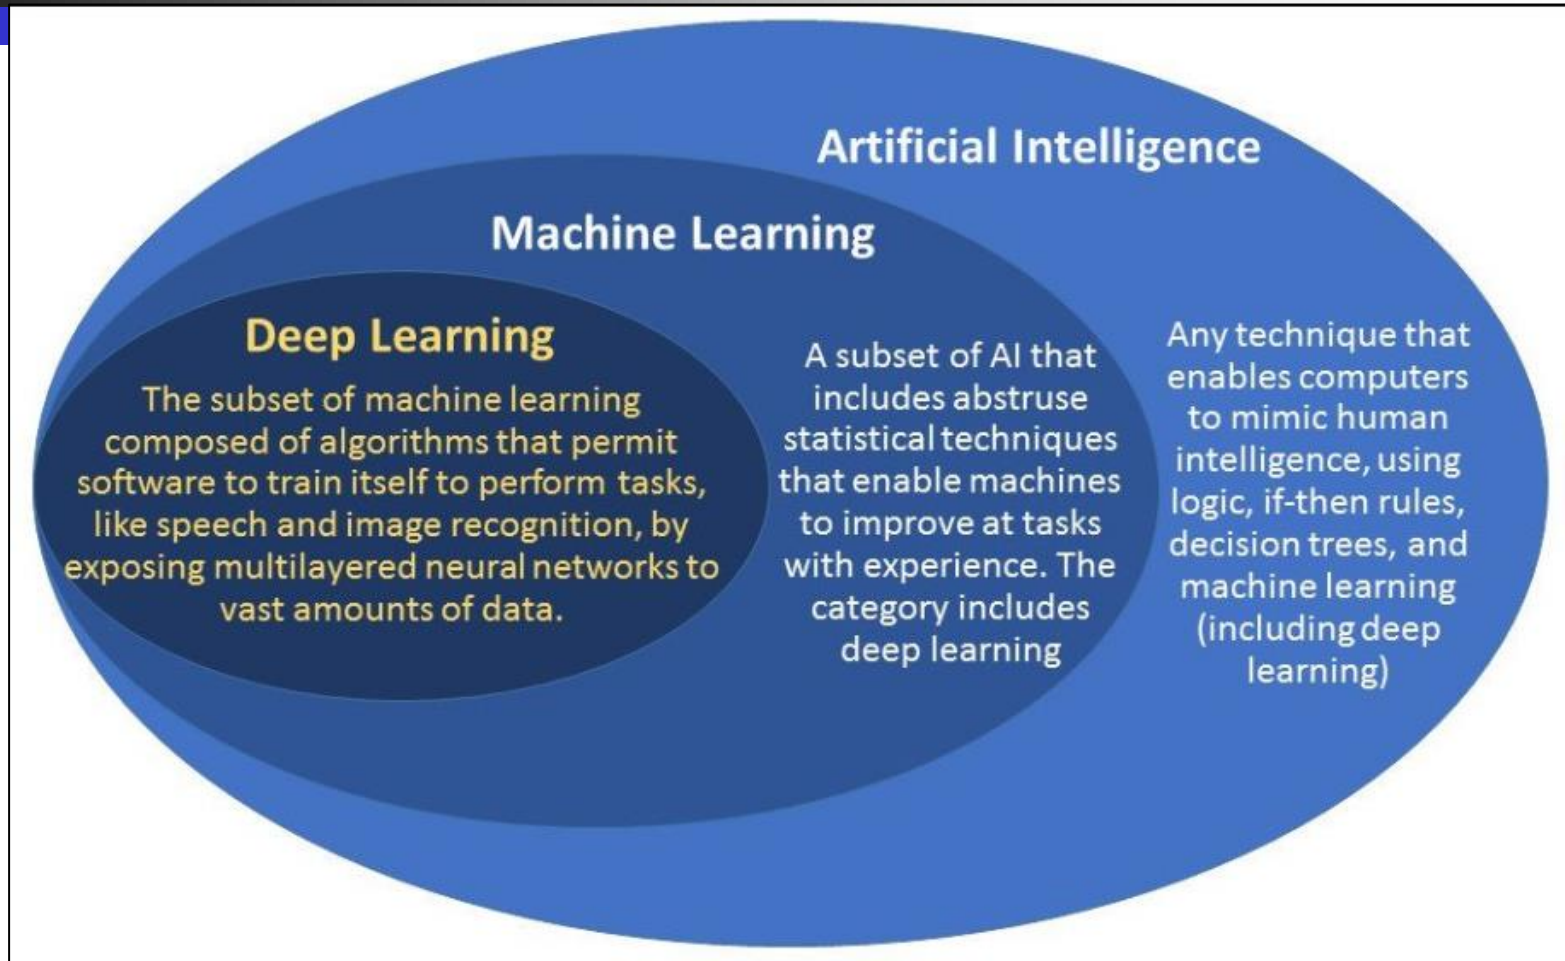 Artificial Intelligence
Machine Learning
Deep Learning
The subset of machine learning
composed of algorithms that permit
software to train itself to perform tasks,
like speech and image recognition, by
exposing multilayered neural networks to
vast amounts of data.
A subset of AI that
includes abstruse
statistical techniques
that enable machines
to improve at tasks
with experience. The
category includes
deep learning
Any technique that
enables computers
to mimic human
intelligence, using
logic, if-then rules,
decision trees, and
machine learning
(including deep
learning)